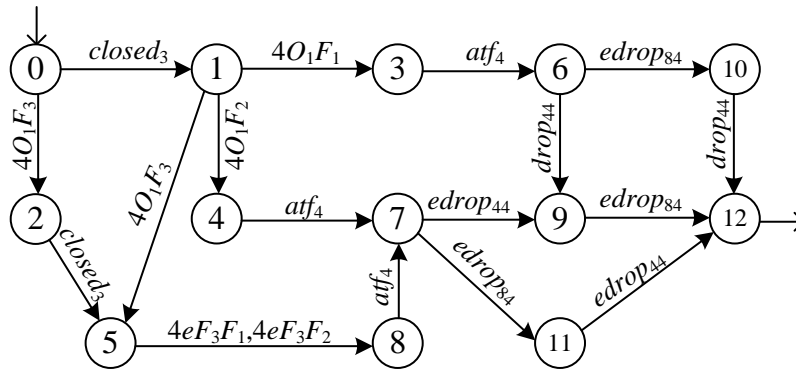 0 closed₃ 1 4O₁F₁ 3 atf₄ 6 edrop₈₄ 10
4O₁F₃
4O₁F₃
4O₁F₂
drop₄₄
drop₄₄
2 4 atf₄ 7 edrop₄₄ 9 edrop₈₄ 12
closed₃
atf₄
edrop₈₄
edrop₄₄
5 4eF₃F₁,4eF₃F₂ 8 11